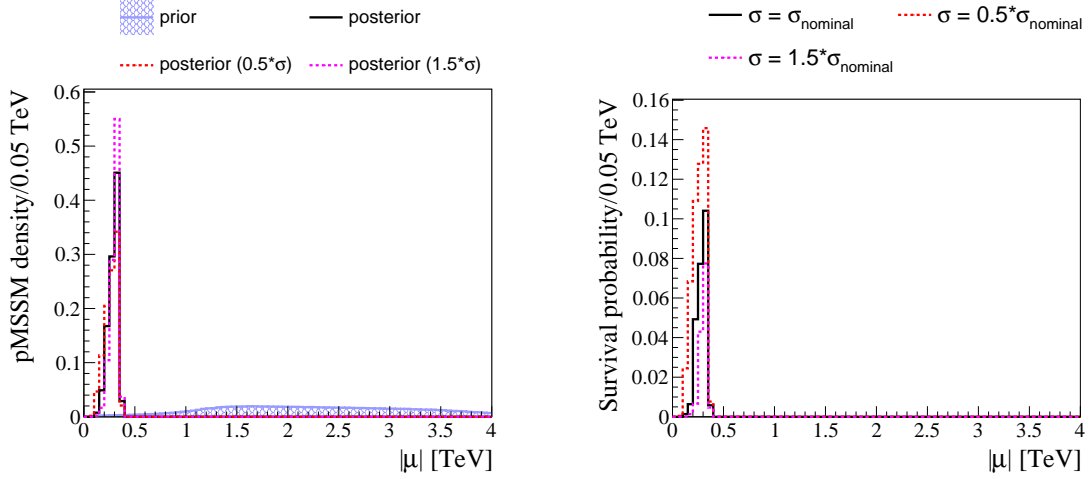 prior posterior
posterior (0.5*σ) posterior (1.5*σ)
pMSSM density/0.05 TeV
0.6
0.5
0.4
0.3
0.2
0.1
0
0 0.5 1 1.5 2 2.5 3 3.5 4
|μ| [TeV]
σ = σnominal σ = 0.5*σnominal
σ = 1.5*σnominal
Survival probability/0.05 TeV
0.16
0.14
0.12
0.1
0.08
0.06
0.04
0.02
0
0 0.5 1 1.5 2 2.5 3 3.5 4
|μ| [TeV]